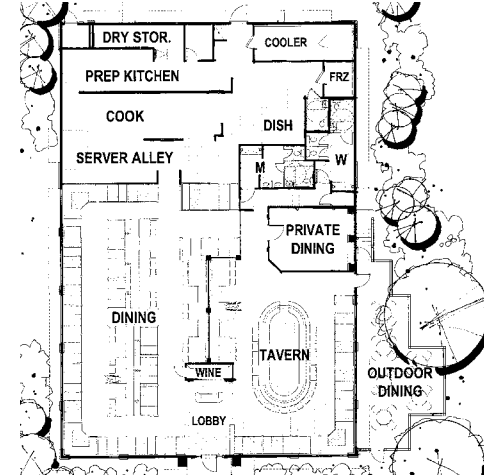 DRY STOR.
COOLER
PREP KITCHEN
FRZ
COOK
DISH
SERVER ALLEY
M
W
PRIVATE
DINING
DINING
TAVERN
WINE
OUTDOOR
DINING
LOBBY